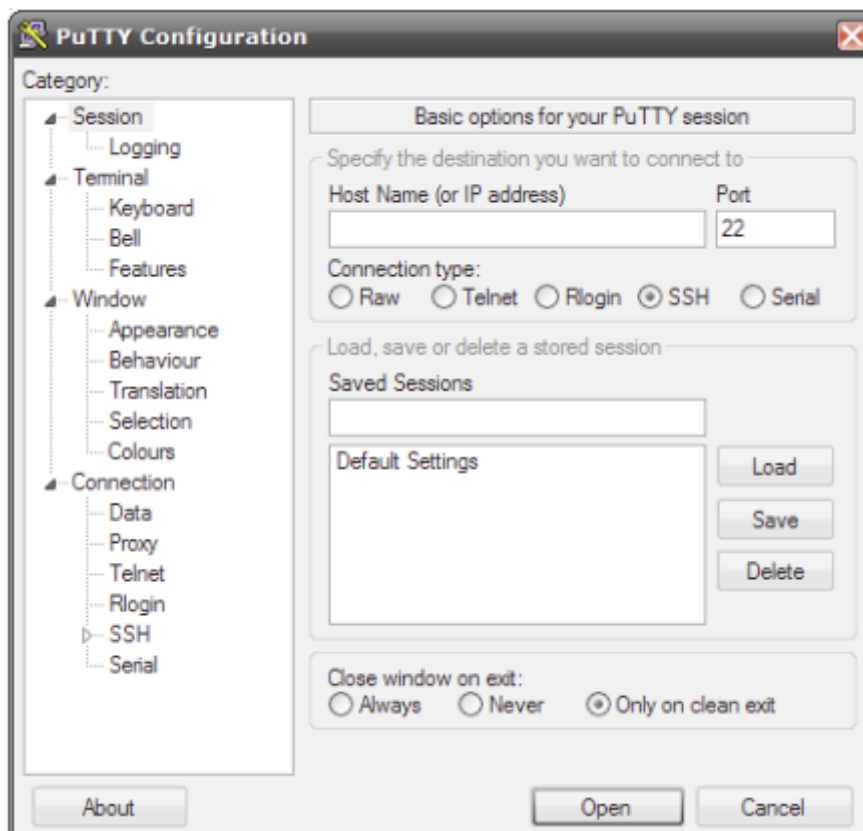 PuTTY Configuration
Category:
Session
Logging
Terminal
Keyboard
Bell
Features
Window
Appearance
Behaviour
Translation
Selection
Colours
Connection
Data
Proxy
Telnet
Rlogin
SSH
Serial
Basic options for your PuTTY session
Specify the destination you want to connect to
Host Name (or IP address) Port
22
Connection type:
Raw Telnet Rlogin SSH Serial
Load, save or delete a stored session
Saved Sessions
Default Settings
Load
Save
Delete
Close window on exit:
Always Never Only on clean exit
About Open Cancel